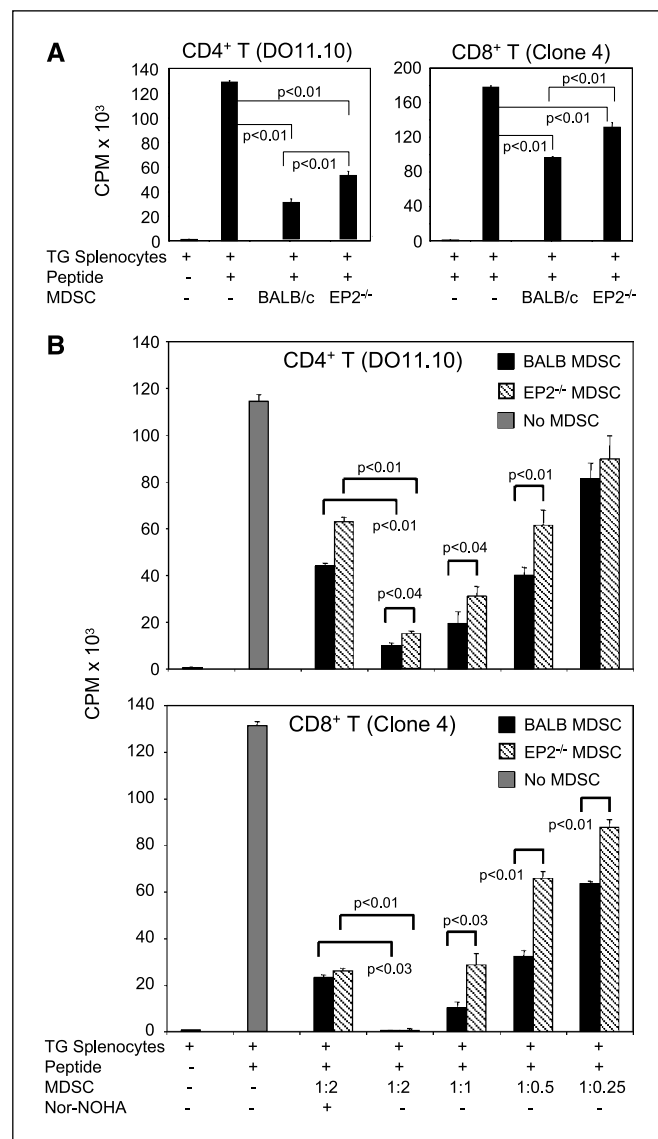 A
CD4+ T (DO11.10)
CD8+ T (Clone 4)
140
120
100
80
60
40
20
0
CPM x 10³
p<0.01
p<0.01
p<0.01
200
160
120
80
40
0
p<0.01
p<0.01
p<0.01
TG Splenocytes + + + + + + + +
Peptide - + + + + + + +
MDSC - - BALB/c EP2-/- - - BALB/c EP2-/-
B
CD4+ T (DO11.10)
BALB MDSC
EP2-/- MDSC
No MDSC
140
120
100
80
60
40
20
0
p<0.01
p<0.01
p<0.04
p<0.04
p<0.01
CPM x 10³
CD8+ T (Clone 4)
BALB MDSC
EP2-/- MDSC
No MDSC
140
120
100
80
60
40
20
0
p<0.01
p<0.03
p<0.03
p<0.01
p<0.01
TG Splenocytes + + + + + + +
Peptide - + + + + + +
MDSC - - 1:2 1:2 1:1 1:0.5 1:0.25
Nor-NOHA - - + - - - -